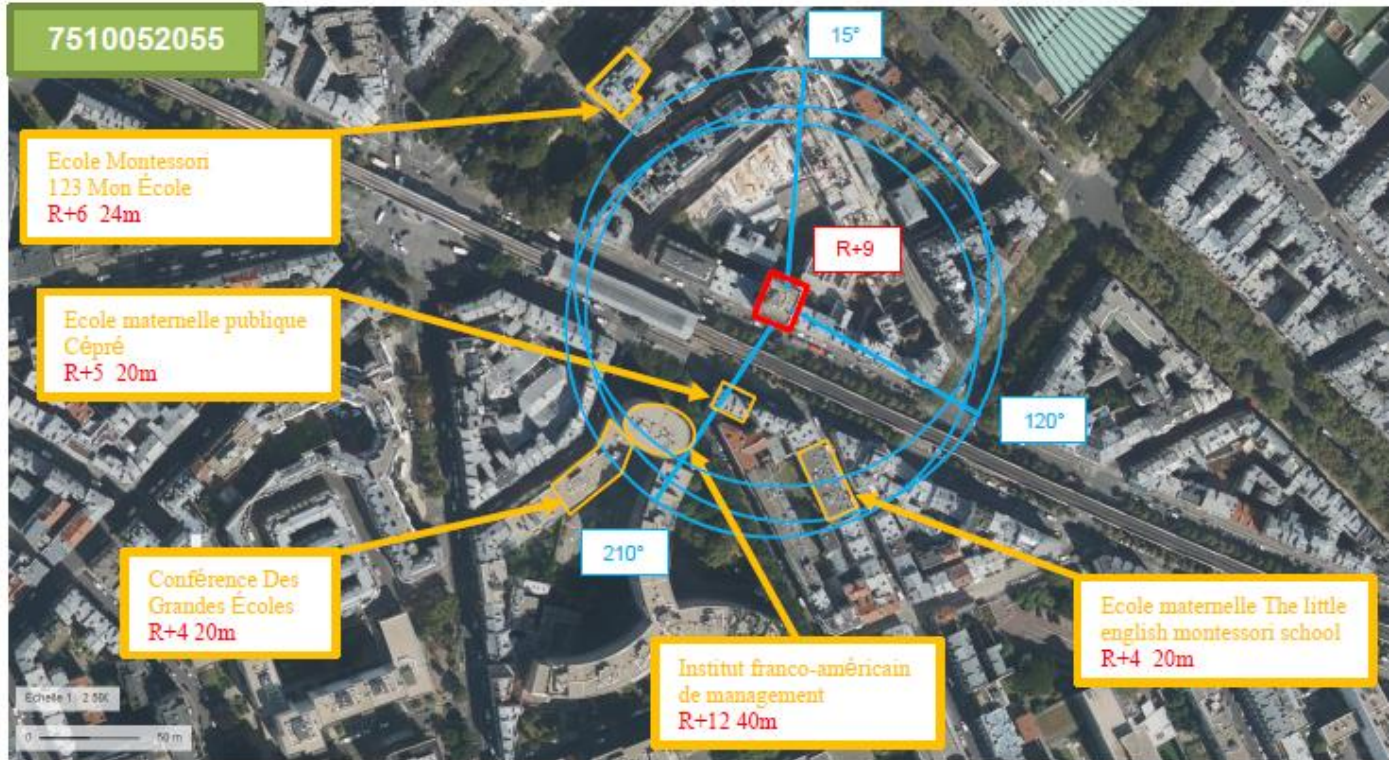 7510052055
15°
Ecole Montessori
123 Mon École
R+6 24m
R+9
Ecole maternelle publique
Cépré
R+5 20m
120°
210°
Conférence Des
Grandes Écoles
R+4 20m
Ecole maternelle The little
english montessori school
R+4 20m
Institut franco-américain
de management
R+12 40m
Echelle 1: 2 56K
0 50 m